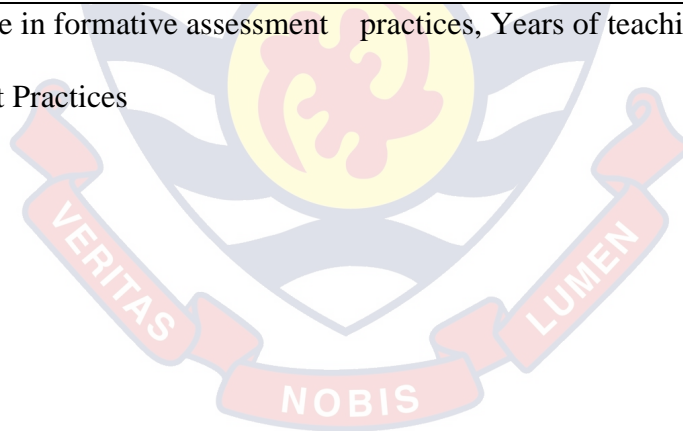 e in formative assessment practices, Years of teachi
t Practices
VERITAS
NOBIS
LUMEN